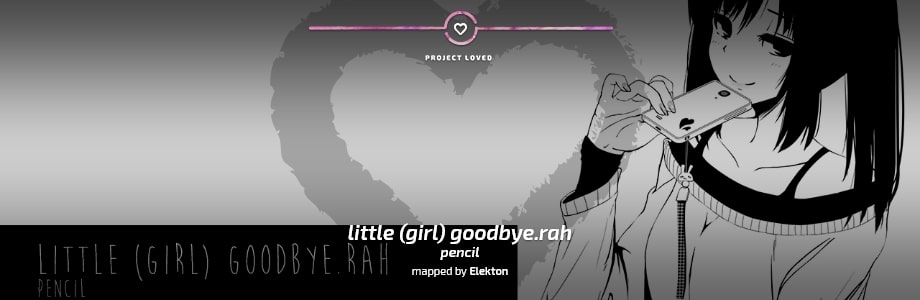 PROJECT LOVED
little (girl) goodbye.rah
pencil
mapped by Elekton
LITTLE (GIRL) GOODBYE.RAH
PENCIL